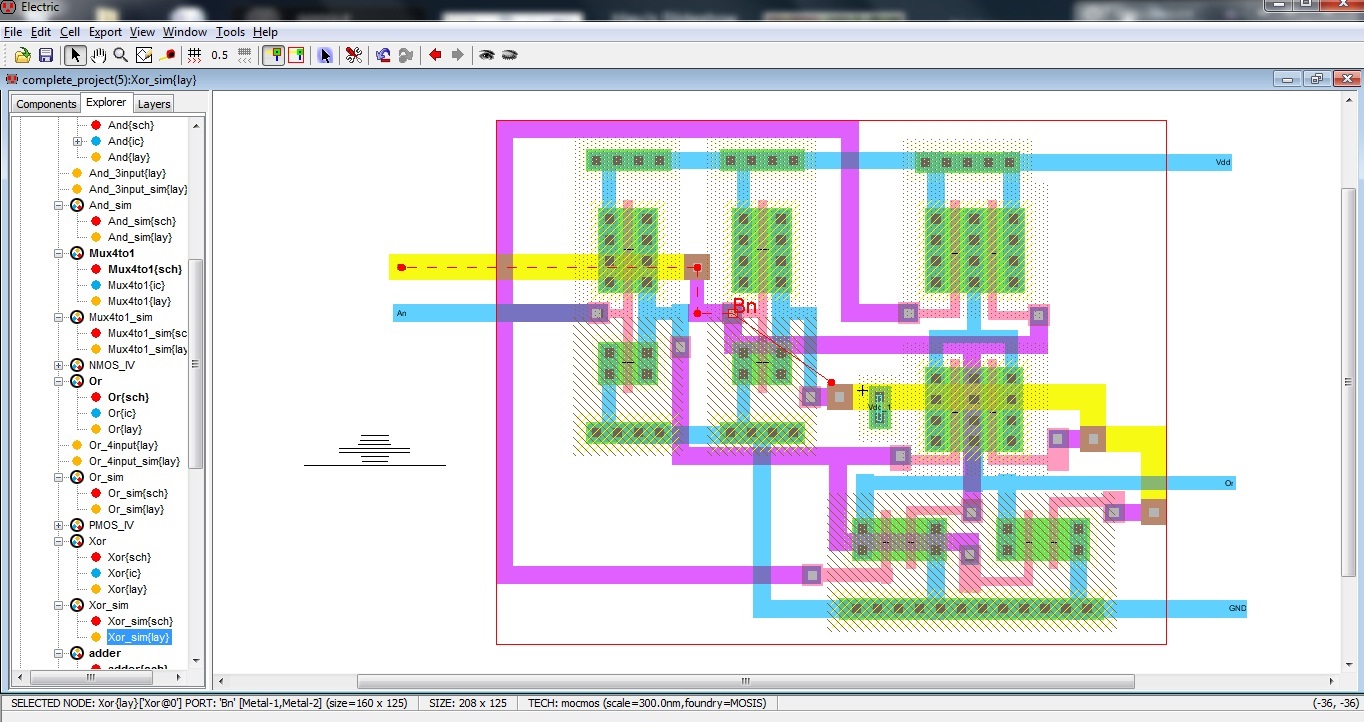 Electric
File Edit Cell Export View Window Tools Help
0.5
complete_project(5):Xor_sim{lay}
Components Explorer Layers
And{sch}
And{ic}
And{lay}
And_3input{lay}
And_3input_sim{lay}
And_sim
And_sim{sch}
And_sim{lay}
Mux4to1
Mux4to1{sch}
Mux4to1{ic}
Mux4to1{lay}
Mux4to1_sim
Mux4to1_sim{sc
Mux4to1_sim{lay
NMOS_IV
Or
Or{sch}
Or{ic}
Or{lay}
Or_4input{lay}
Or_4input_sim{lay}
Or_sim
Or_sim{sch}
Or_sim{lay}
PMOS_IV
Xor
Xor{sch}
Xor{ic}
Xor{lay}
Xor_sim
Xor_sim{sch}
Xor_sim{lay}
adder
adder{sch}
Vdd
An
Bn
Or
GND
SELECTED NODE: Xor{lay}['Xor@0'] PORT: 'Bn' [Metal-1,Metal-2] (size=160 x 125)
SIZE: 208 x 125
TECH: mocmos (scale=300.0nm,foundry=MOSIS)
(-36, -36)